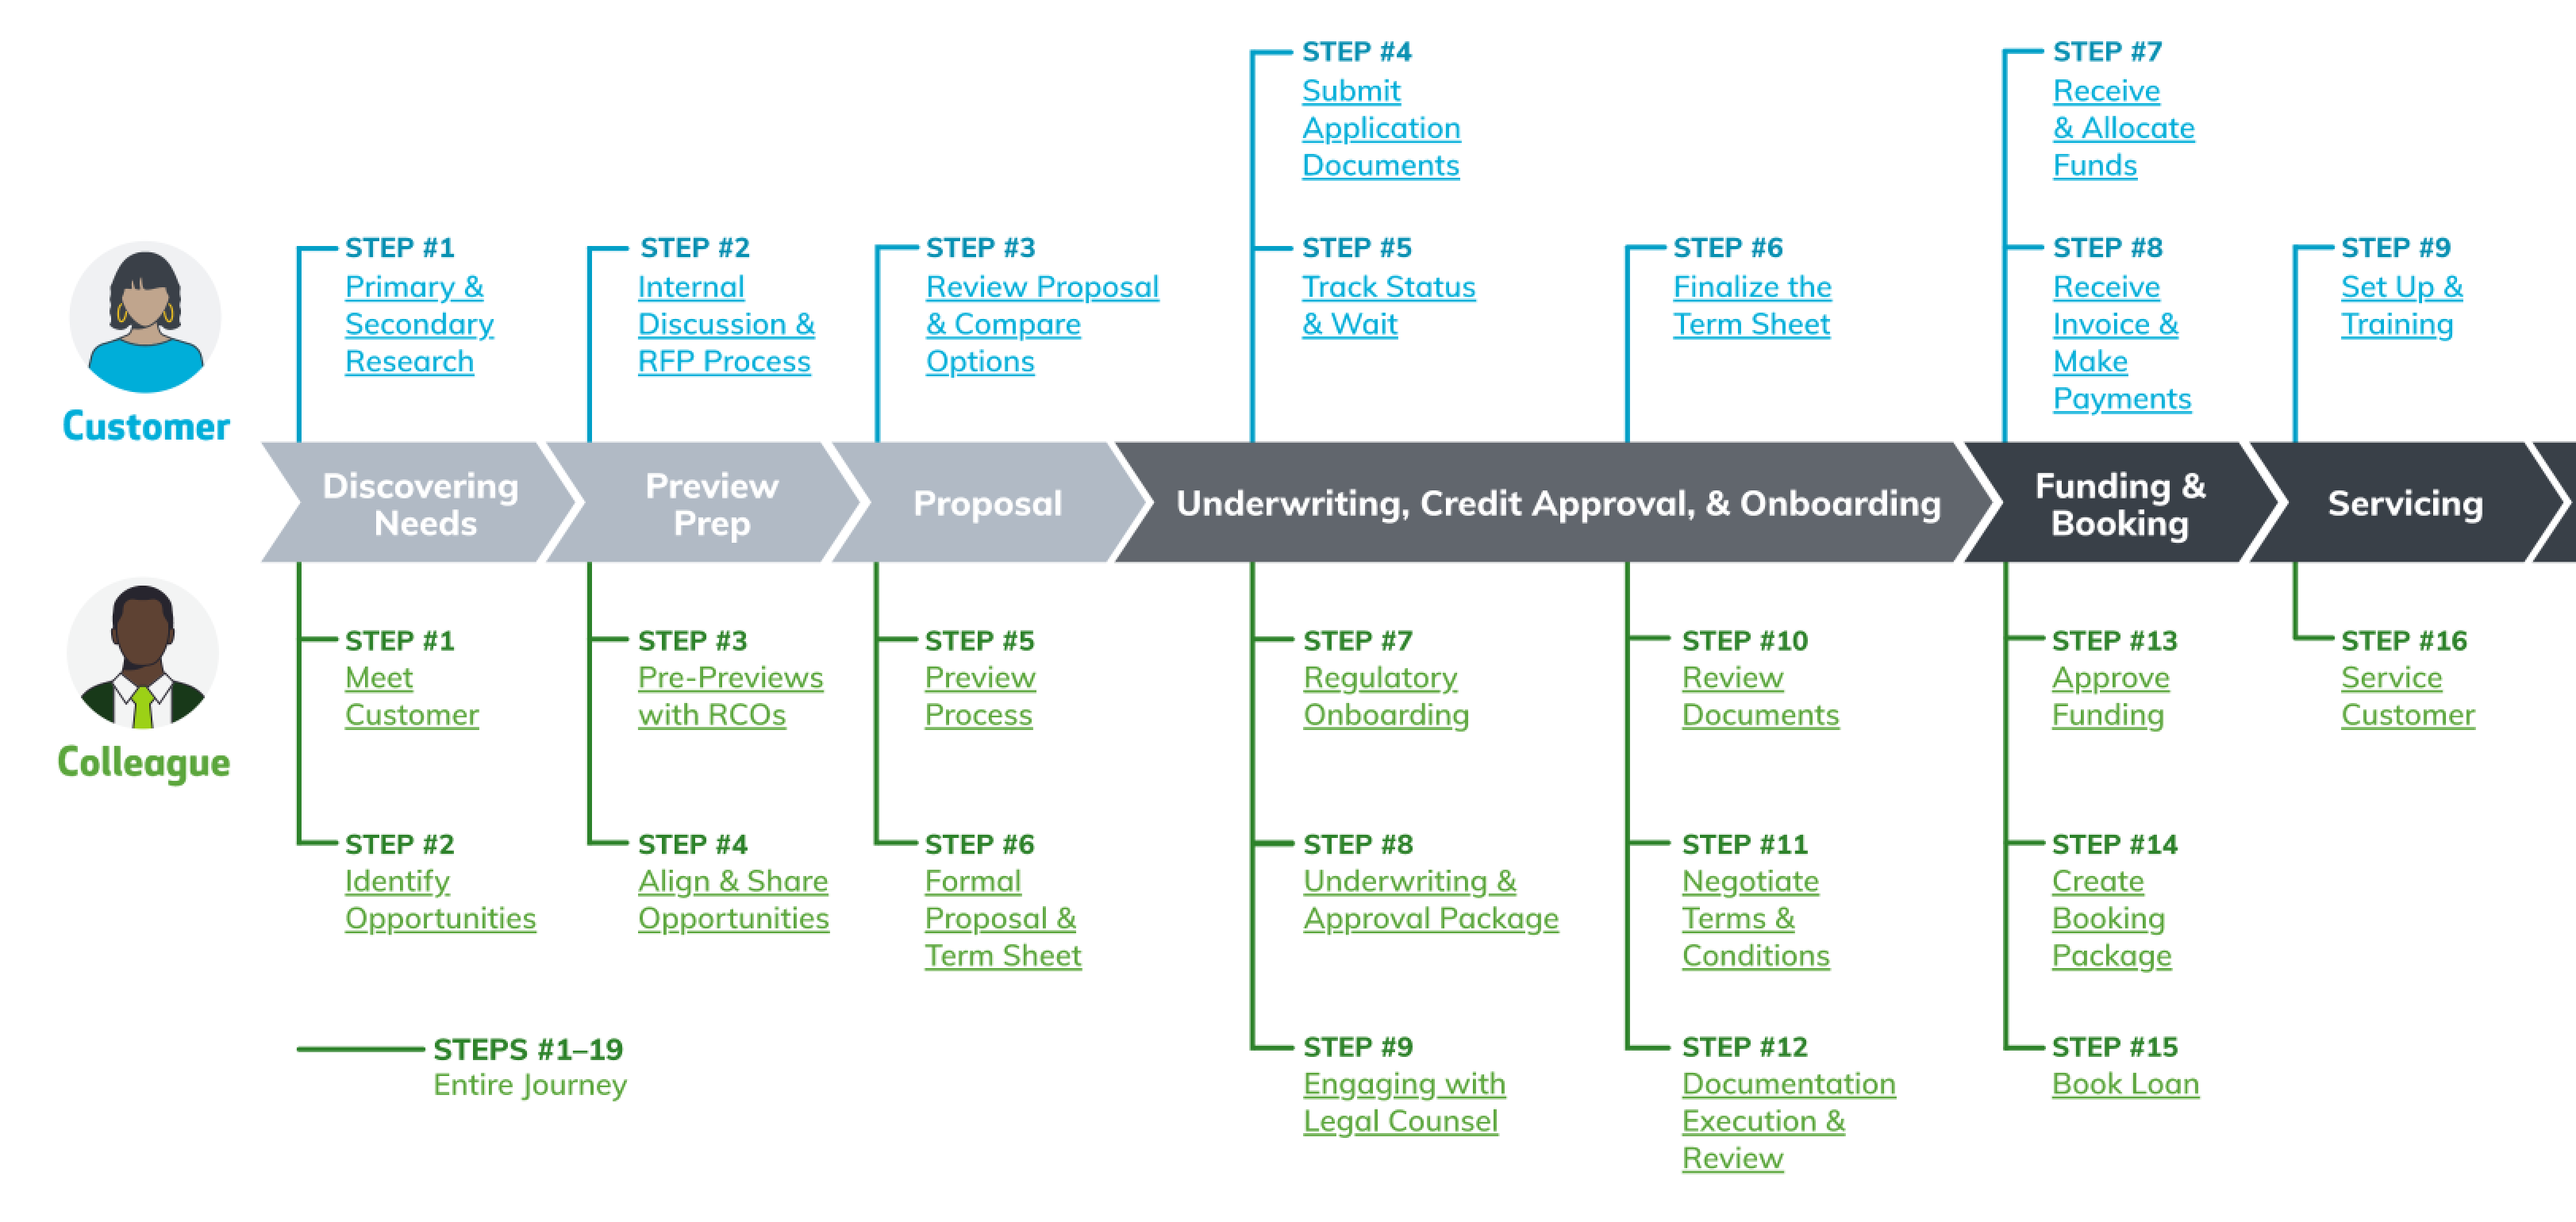 STEP #4
Submit
Application
Documents
STEP #7
Receive
& Allocate
Funds
STEP #1
Primary &
Secondary
Research
STEP #2
Internal
Discussion &
RFP Process
STEP #3
Review Proposal
& Compare
Options
STEP #5
Track Status
& Wait
STEP #6
Finalize the
Term Sheet
STEP #8
Receive
Invoice &
Make
Payments
STEP #9
Set Up &
Training
Customer
Discovering
Needs
Preview
Prep
Proposal
Underwriting, Credit Approval, & Onboarding
Funding &
Booking
Servicing
Colleague
STEP #1
Meet
Customer
STEP #3
Pre-Previews
with RCOs
STEP #5
Preview
Process
STEP #7
Regulatory
Onboarding
STEP #10
Review
Documents
STEP #13
Approve
Funding
STEP #16
Service
Customer
STEP #2
Identify
Opportunities
STEP #4
Align & Share
Opportunities
STEP #6
Formal
Proposal &
Term Sheet
STEP #8
Underwriting &
Approval Package
STEP #11
Negotiate
Terms &
Conditions
STEP #14
Create
Booking
Package
STEPS #1–19
Entire Journey
STEP #9
Engaging with
Legal Counsel
STEP #12
Documentation
Execution &
Review
STEP #15
Book Loan